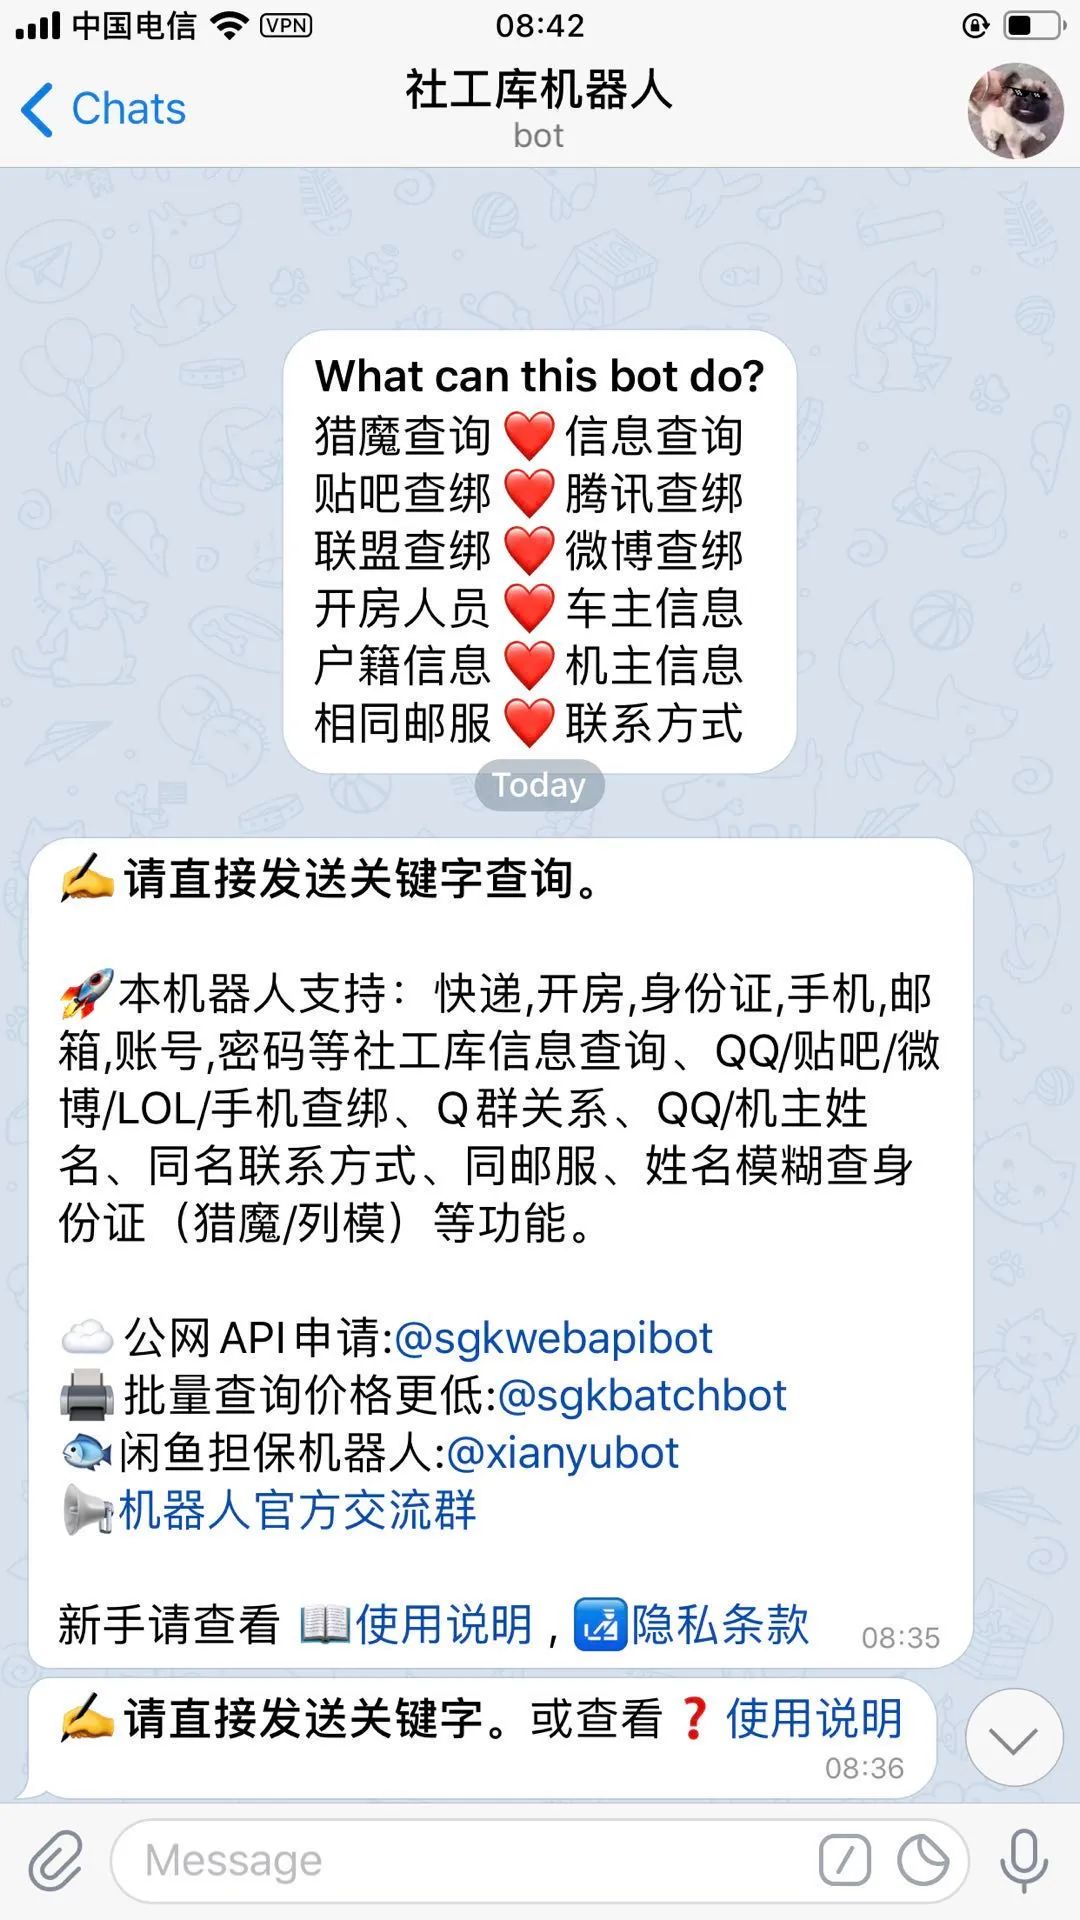 中国电信 VPN 08:42
Chats
社工库机器人
bot
What can this bot do?
猎魔查询❤️信息查询
贴吧查绑❤️腾讯查绑
联盟查绑❤️微博查绑
开房人员❤️车主信息
户籍信息❤️机主信息
相同邮服❤️联系方式
Today
✍️请直接发送关键字查询。
🚀本机器人支持：快递,开房,身份证,手机,邮
箱,账号,密码等社工库信息查询、QQ/贴吧/微
博/LOL/手机查绑、Q群关系、QQ/机主姓
名、同名联系方式、同邮服、姓名模糊查身
份证（猎魔/列模）等功能。
☁️公网API申请:@sgkwebapibot
🖨批量查询价格更低:@sgkbatchbot
🐟闲鱼担保机器人:@xianyubot
📢机器人官方交流群
新手请查看 📖使用说明 , 🛃隐私条款
08:35
✍️请直接发送关键字。或查看❓使用说明
08:36
Message